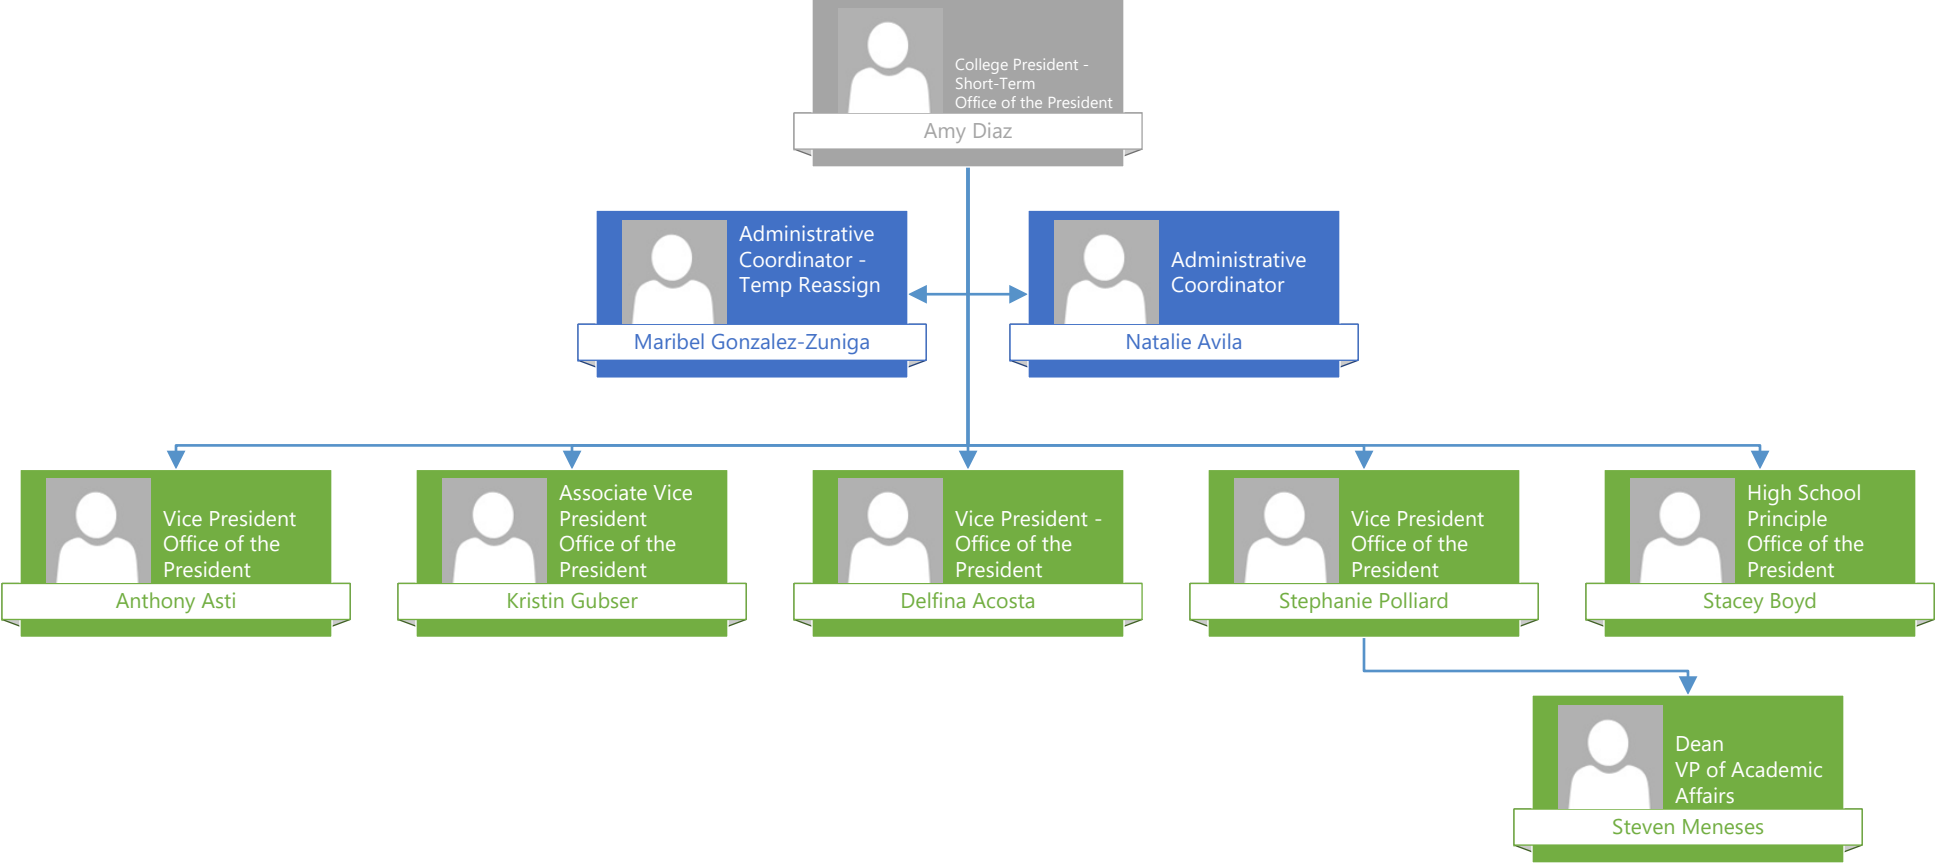 College President -
Short-Term
Office of the President
Amy Diaz
Administrative
Coordinator -
Temp Reassign
Maribel Gonzalez-Zuniga
Administrative
Coordinator
Natalie Avila
Vice President
Office of the
President
Anthony Asti
Associate Vice
President
Office of the
President
Kristin Gubser
Vice President -
Office of the
President
Delfina Acosta
Vice President
Office of the
President
Stephanie Polliard
High School
Principle
Office of the
President
Stacey Boyd
Dean
VP of Academic
Affairs
Steven Meneses